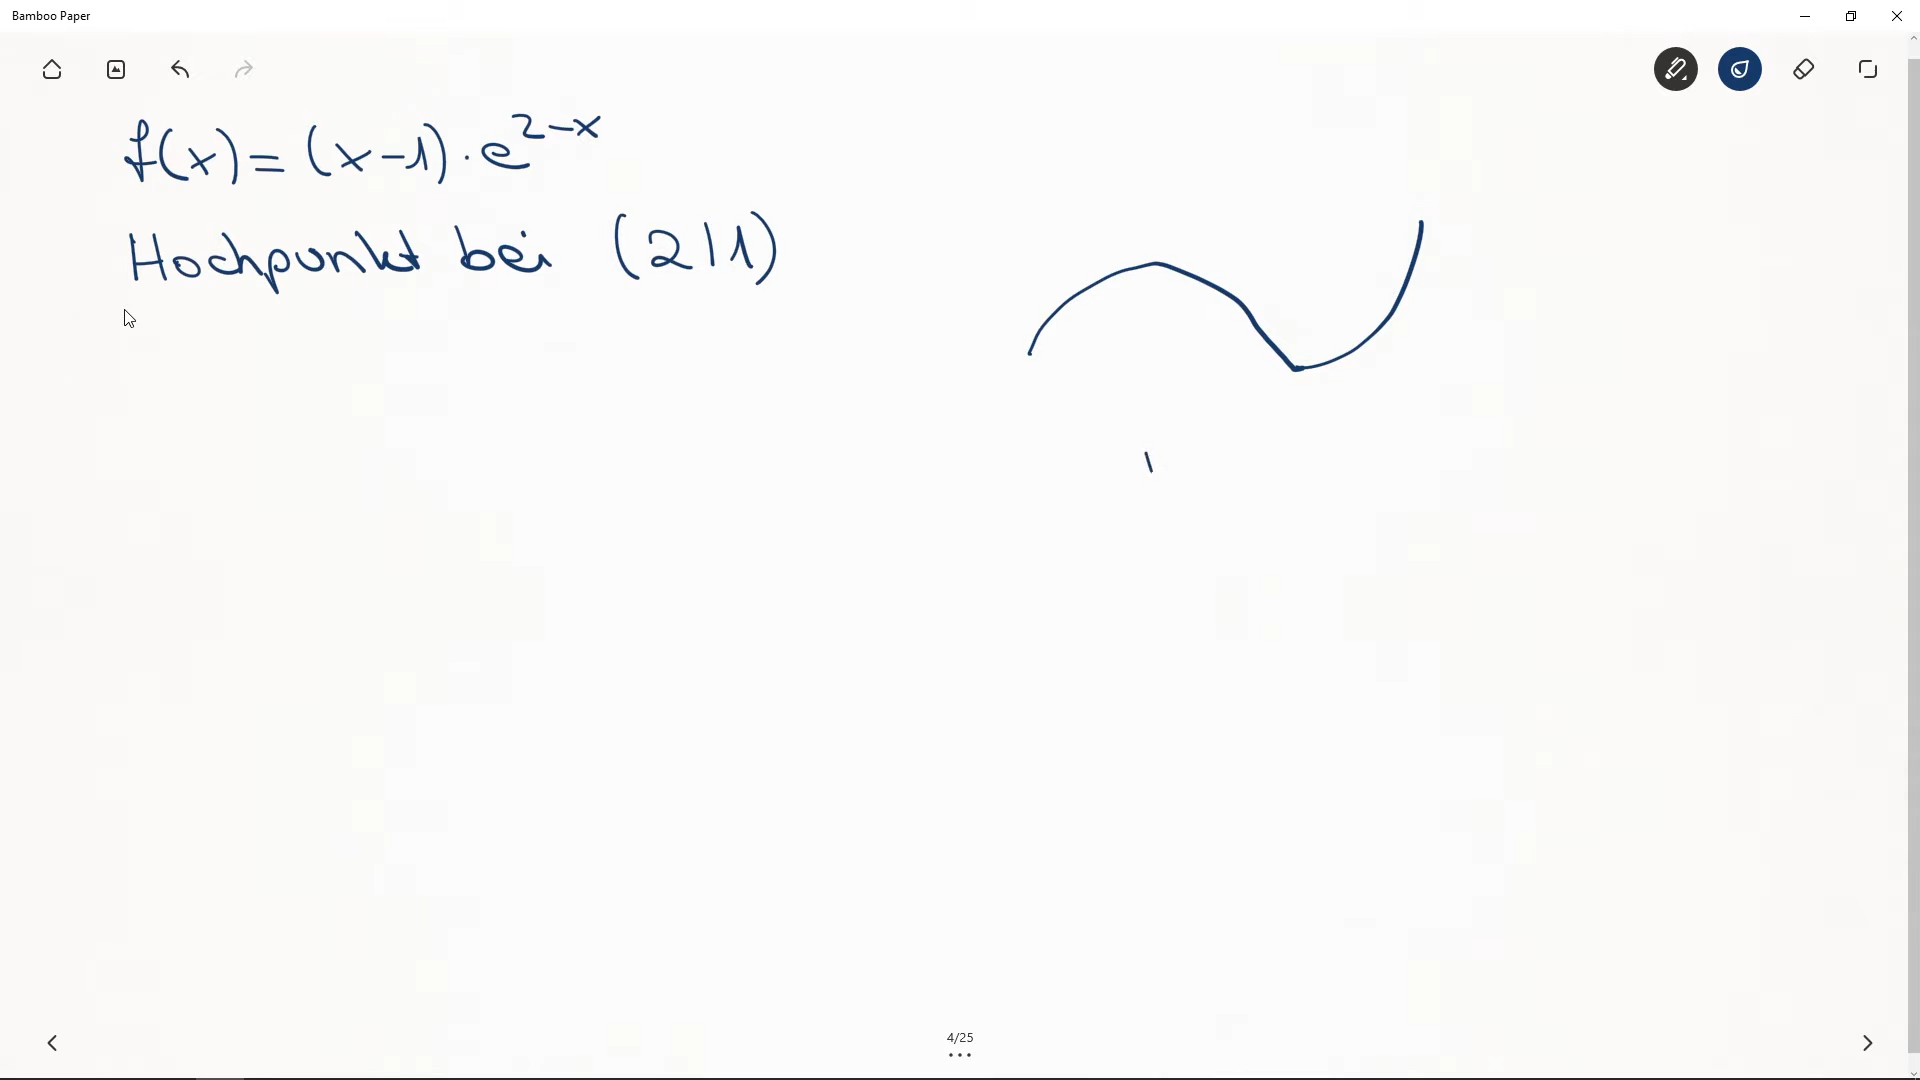 Bamboo Paper
f(x) = (x-1) · e^{2-x}
Hochpunkt bei (2|1)
4/25